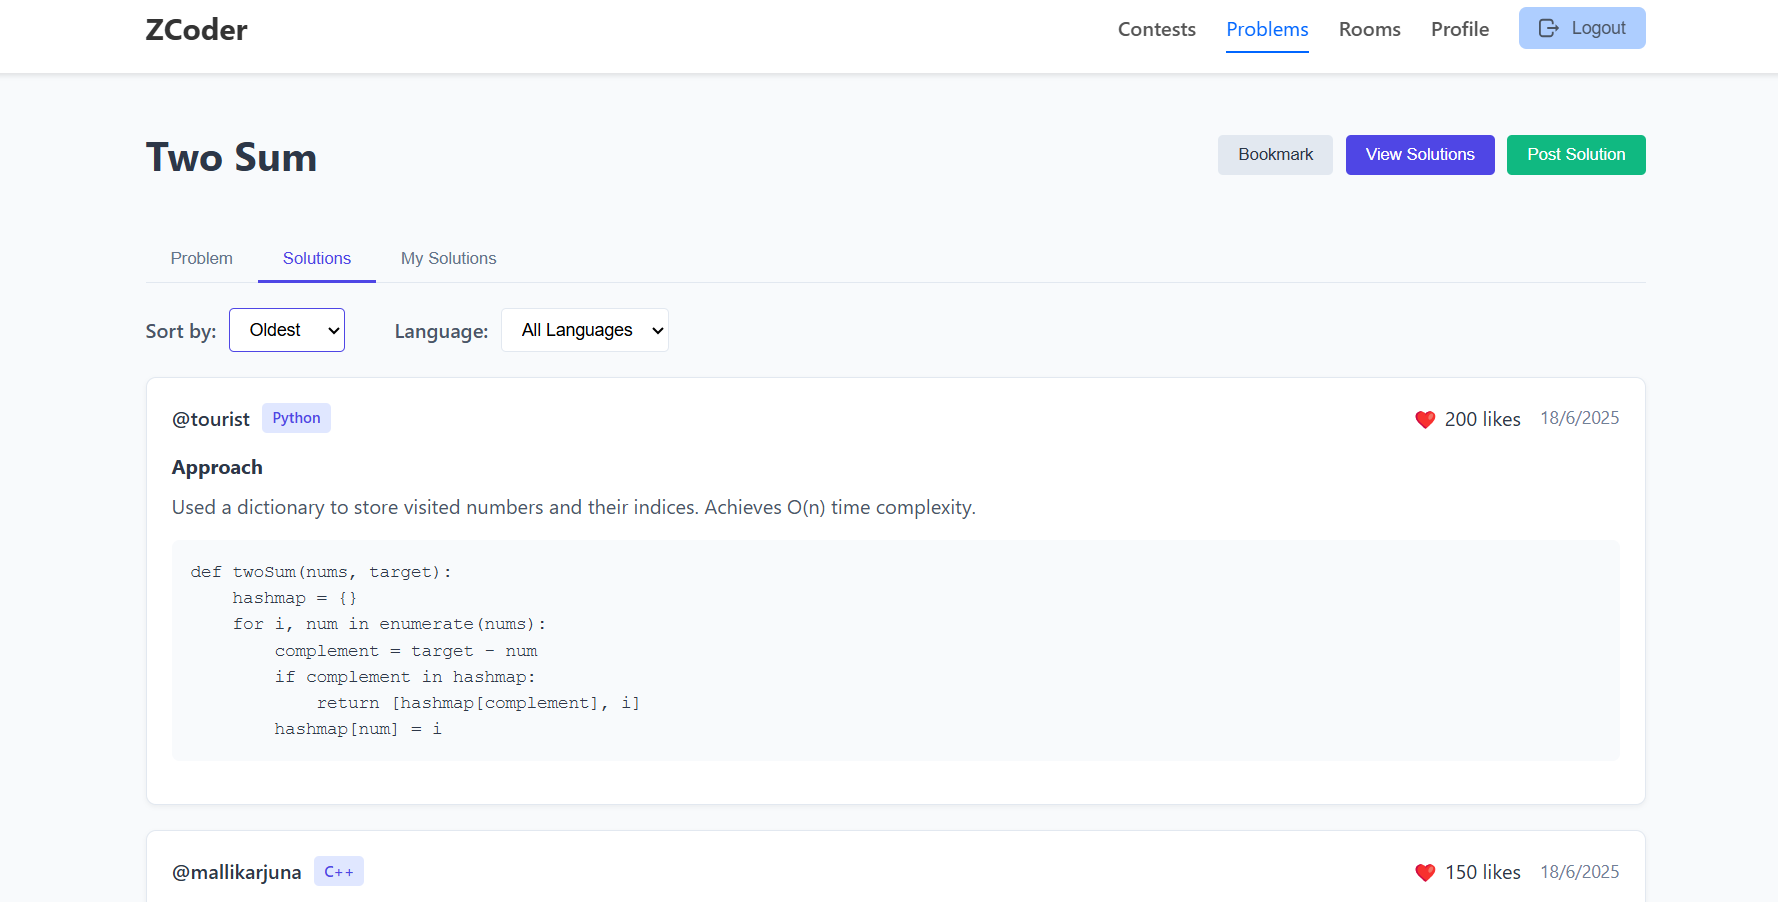 ZCoder Contests Problems Rooms Profile Logout
Two Sum Bookmark View Solutions Post Solution
Problem Solutions My Solutions
Sort by: Oldest Language: All Languages
@tourist Python 200 likes 18/6/2025
Approach
Used a dictionary to store visited numbers and their indices. Achieves O(n) time complexity.
def twoSum(nums, target):
    hashmap = {}
    for i, num in enumerate(nums):
        complement = target - num
        if complement in hashmap:
            return [hashmap[complement], i]
        hashmap[num] = i
@mallikarjuna C++ 150 likes 18/6/2025